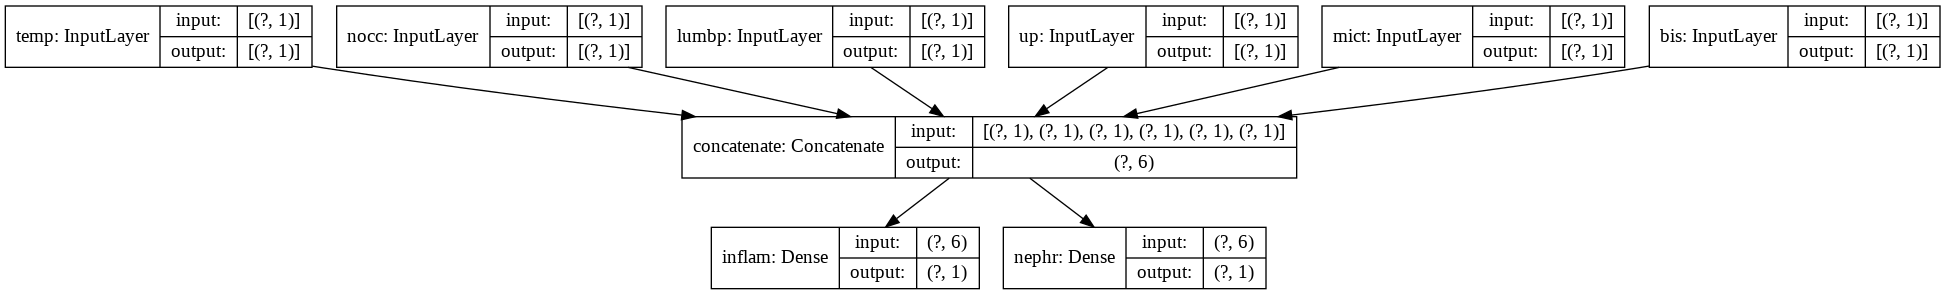 temp: InputLayer
input:
[(?, 1)]
output:
[(?, 1)]
nocc: InputLayer
input:
[(?, 1)]
output:
[(?, 1)]
lumbp: InputLayer
input:
[(?, 1)]
output:
[(?, 1)]
up: InputLayer
input:
[(?, 1)]
output:
[(?, 1)]
mict: InputLayer
input:
[(?, 1)]
output:
[(?, 1)]
bis: InputLayer
input:
[(?, 1)]
output:
[(?, 1)]
concatenate: Concatenate
input:
[(?, 1), (?, 1), (?, 1), (?, 1), (?, 1), (?, 1)]
output:
(?, 6)
inflam: Dense
input:
(?, 6)
output:
(?, 1)
nephr: Dense
input:
(?, 6)
output:
(?, 1)